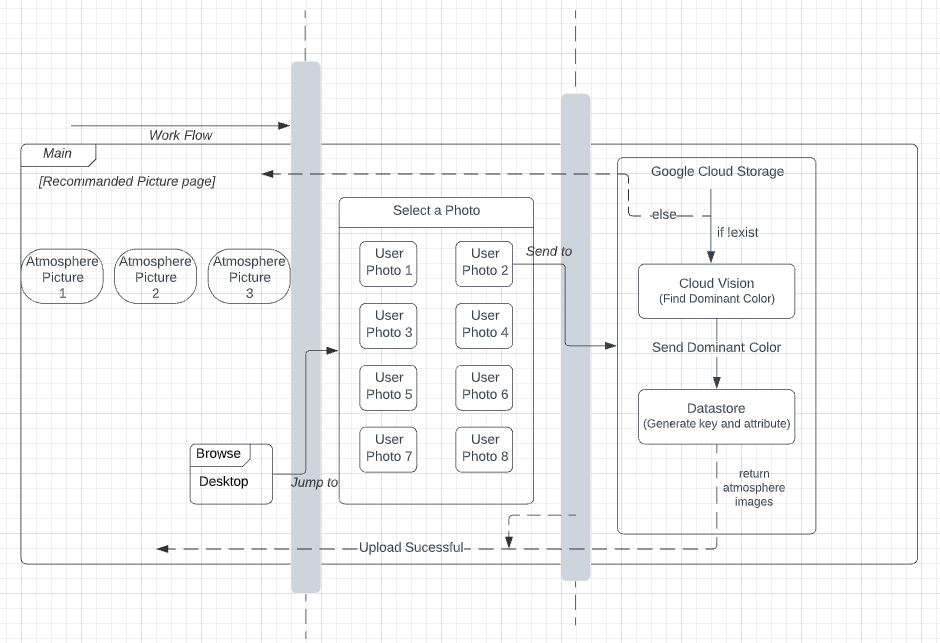 Work Flow
Main
[Recommanded Picture page]
Atmosphere
Picture
1
Atmosphere
Picture
2
Atmosphere
Picture
3
Browse
Desktop
Jump to
Select a Photo
User
Photo 1
User
Photo 2
User
Photo 3
User
Photo 4
User
Photo 5
User
Photo 6
User
Photo 7
User
Photo 8
Send to
Google Cloud Storage
else
if !exist
Cloud Vision
(Find Dominant Color)
Send Dominant Color
Datastore
(Generate key and attribute)
return
atmosphere
images
Upload Sucessful